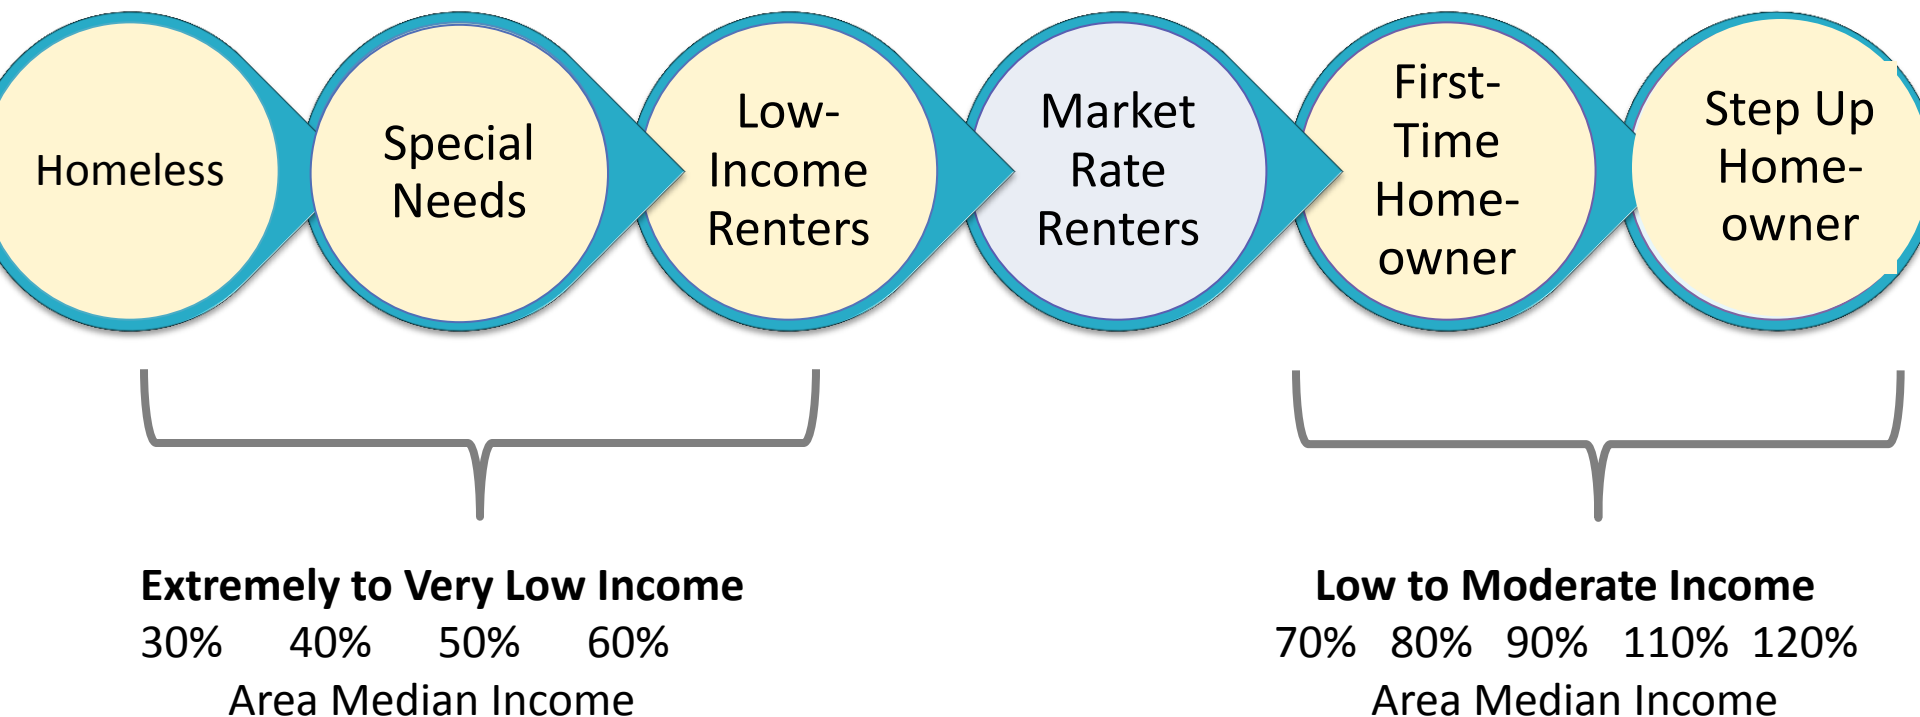 Homeless
Special
Needs
Low-
Income
Renters
Market
Rate
Renters
First-
Time
Home-
owner
Step Up
Home-
owner
Extremely to Very Low Income
30% 40% 50% 60%
Area Median Income
Low to Moderate Income
70% 80% 90% 110% 120%
Area Median Income